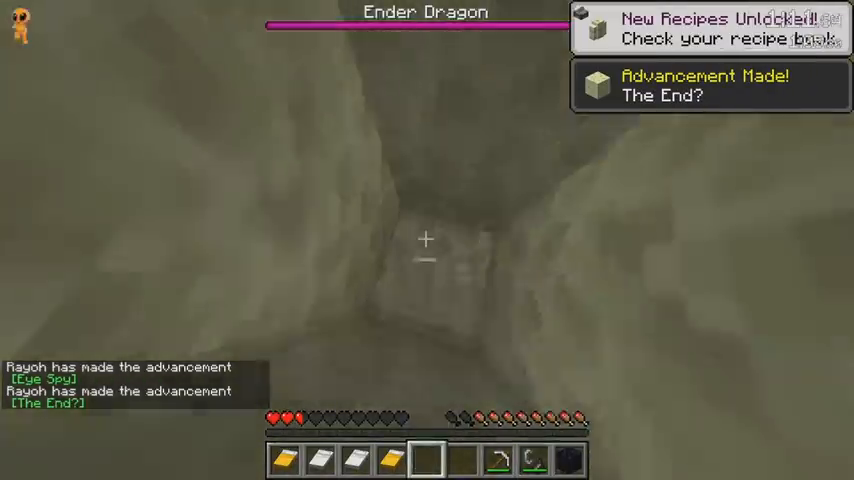 Ender Dragon
New Recipes Unlocked!
Check your recipe book
Advancement Made!
The End?
Rayoh has made the advancement
[Eye Spy]
Rayoh has made the advancement
[The End?]